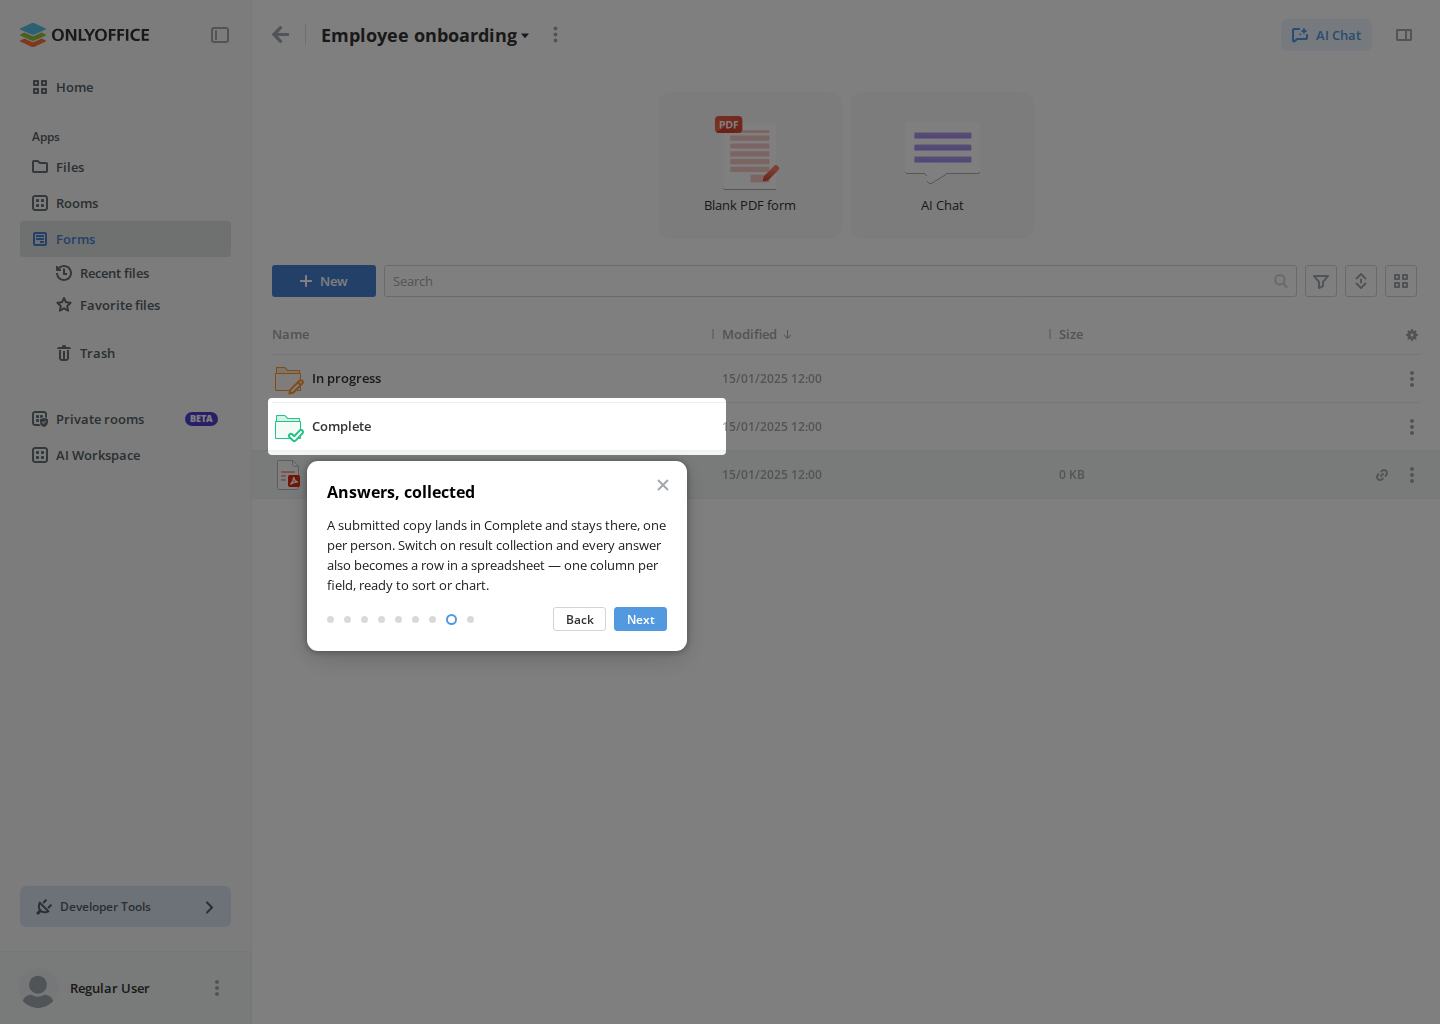 ONLYOFFICE
Employee onboarding
AI Chat
Home
Apps
Files
Rooms
Forms
Recent files
Favorite files
Trash
Private rooms
BETA
AI Workspace
PDF
Blank PDF form
AI Chat
New
Search
Name
Modified
Size
In progress
15/01/2025 12:00
Complete
15/01/2025 12:00
15/01/2025 12:00
0 KB
Answers, collected
A submitted copy lands in Complete and stays there, one
per person. Switch on result collection and every answer
also becomes a row in a spreadsheet — one column per
field, ready to sort or chart.
Back
Next
Developer Tools
Regular User